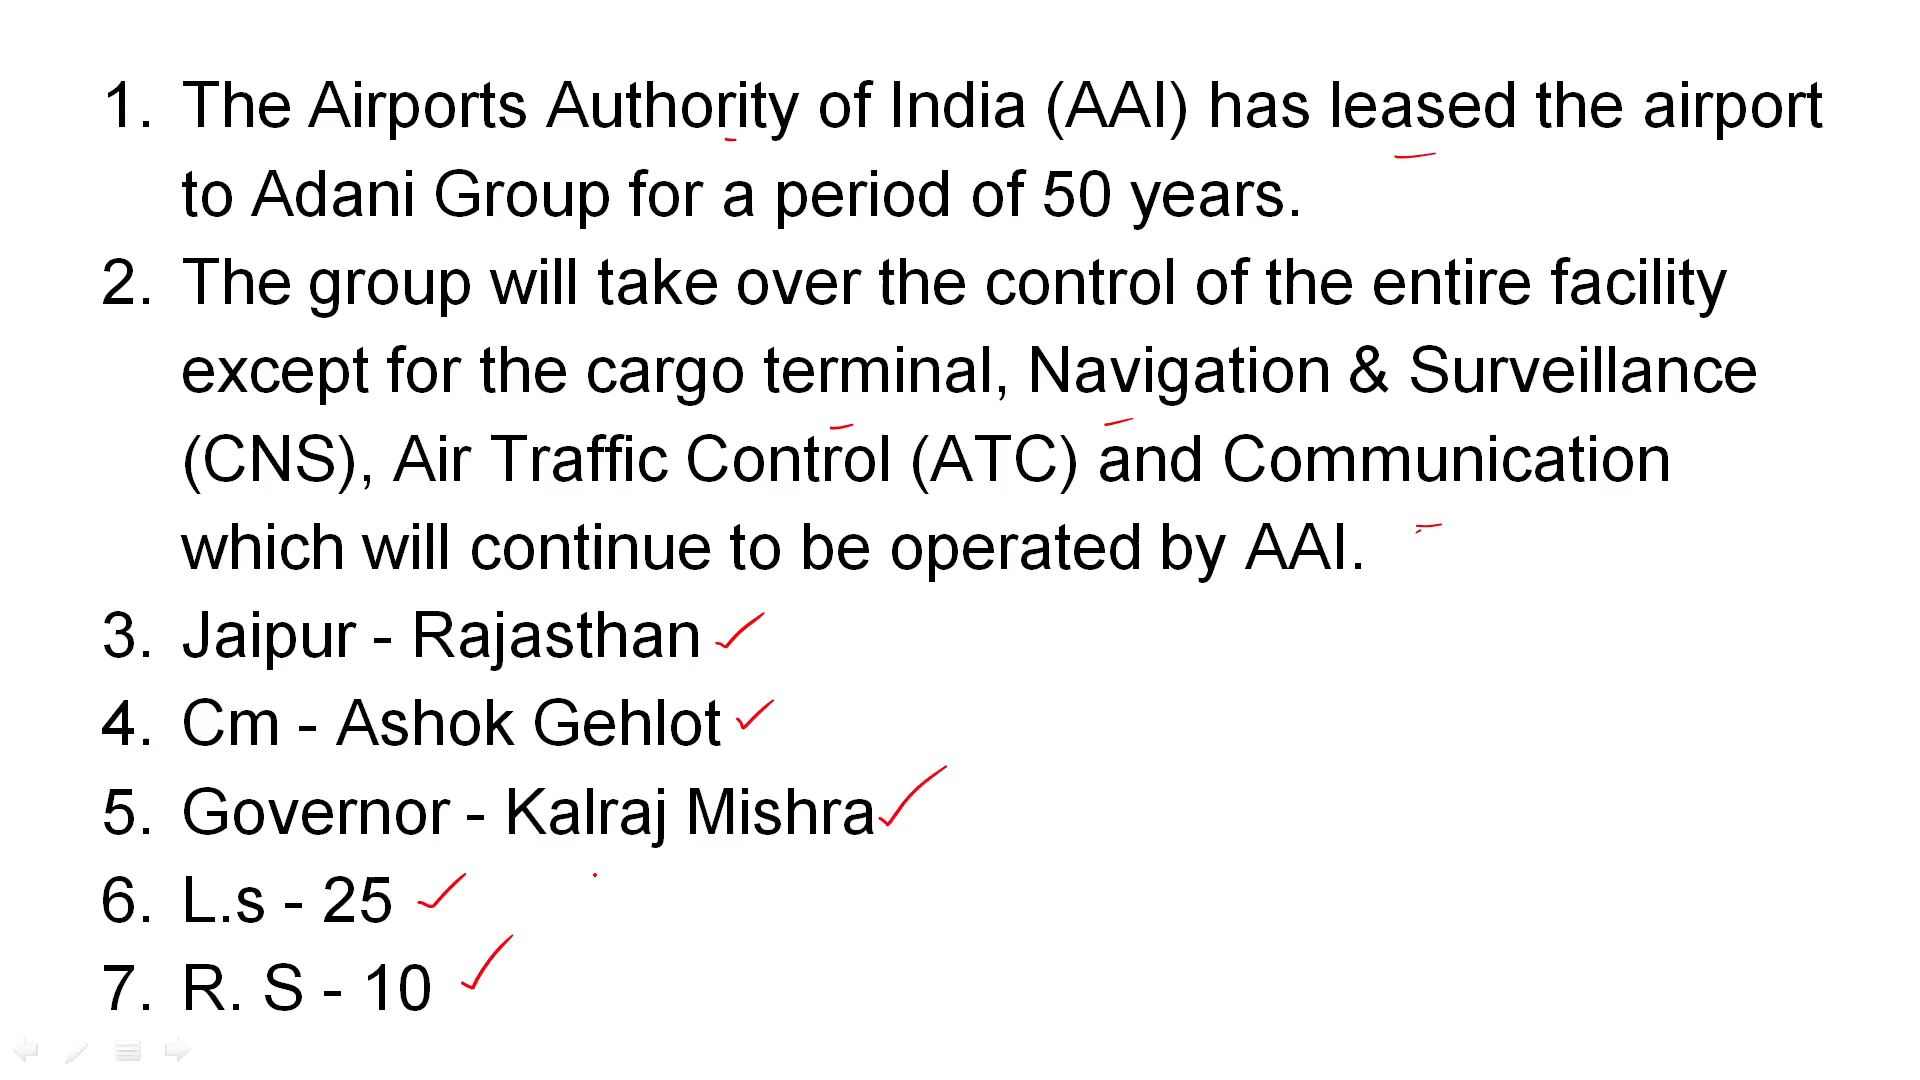 1. The Airports Authority of India (AAI) has leased the airport
to Adani Group for a period of 50 years.
2. The group will take over the control of the entire facility
except for the cargo terminal, Navigation & Surveillance
(CNS), Air Traffic Control (ATC) and Communication
which will continue to be operated by AAI.
3. Jaipur - Rajasthan
4. Cm - Ashok Gehlot
5. Governor - Kalraj Mishra
6. L.s - 25
7. R. S - 10